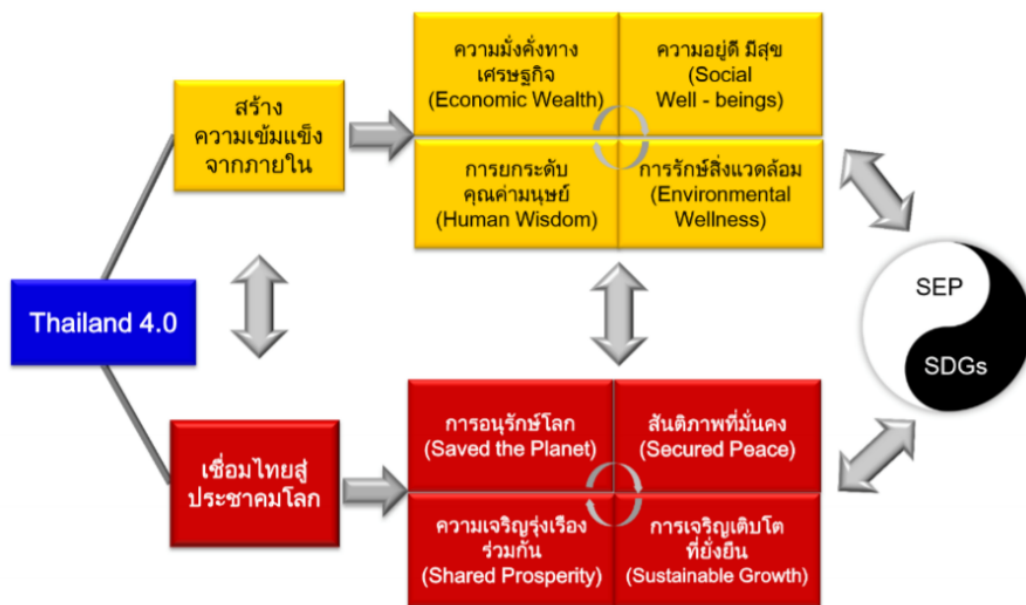 ความมั่งคั่งทาง
เศรษฐกิจ
(Economic Wealth)
ความอยู่ดี มีสุข
(Social
Well - beings)
สร้าง
ความเข้มแข็ง
จากภายใน
การยกระดับ
คุณค่ามนุษย์
(Human Wisdom)
การรักษ์สิ่งแวดล้อม
(Environmental
Wellness)
Thailand 4.0
SEP
SDGs
เชื่อมไทยสู่
ประชาคมโลก
การอนุรักษ์โลก
(Saved the Planet)
สันติภาพที่มั่นคง
(Secured Peace)
ความเจริญรุ่งเรือง
ร่วมกัน
(Shared Prosperity)
การเจริญเติบโต
ที่ยั่งยืน
(Sustainable Growth)